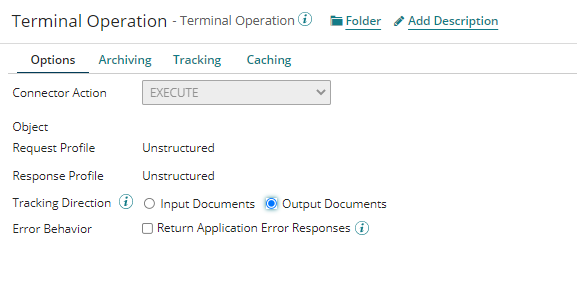 Terminal Operation - Terminal Operation i Folder Add Description
Options Archiving Tracking Caching
Connector Action EXECUTE
Object
Request Profile Unstructured
Response Profile Unstructured
Tracking Direction i Input Documents Output Documents
Error Behavior Return Application Error Responses i